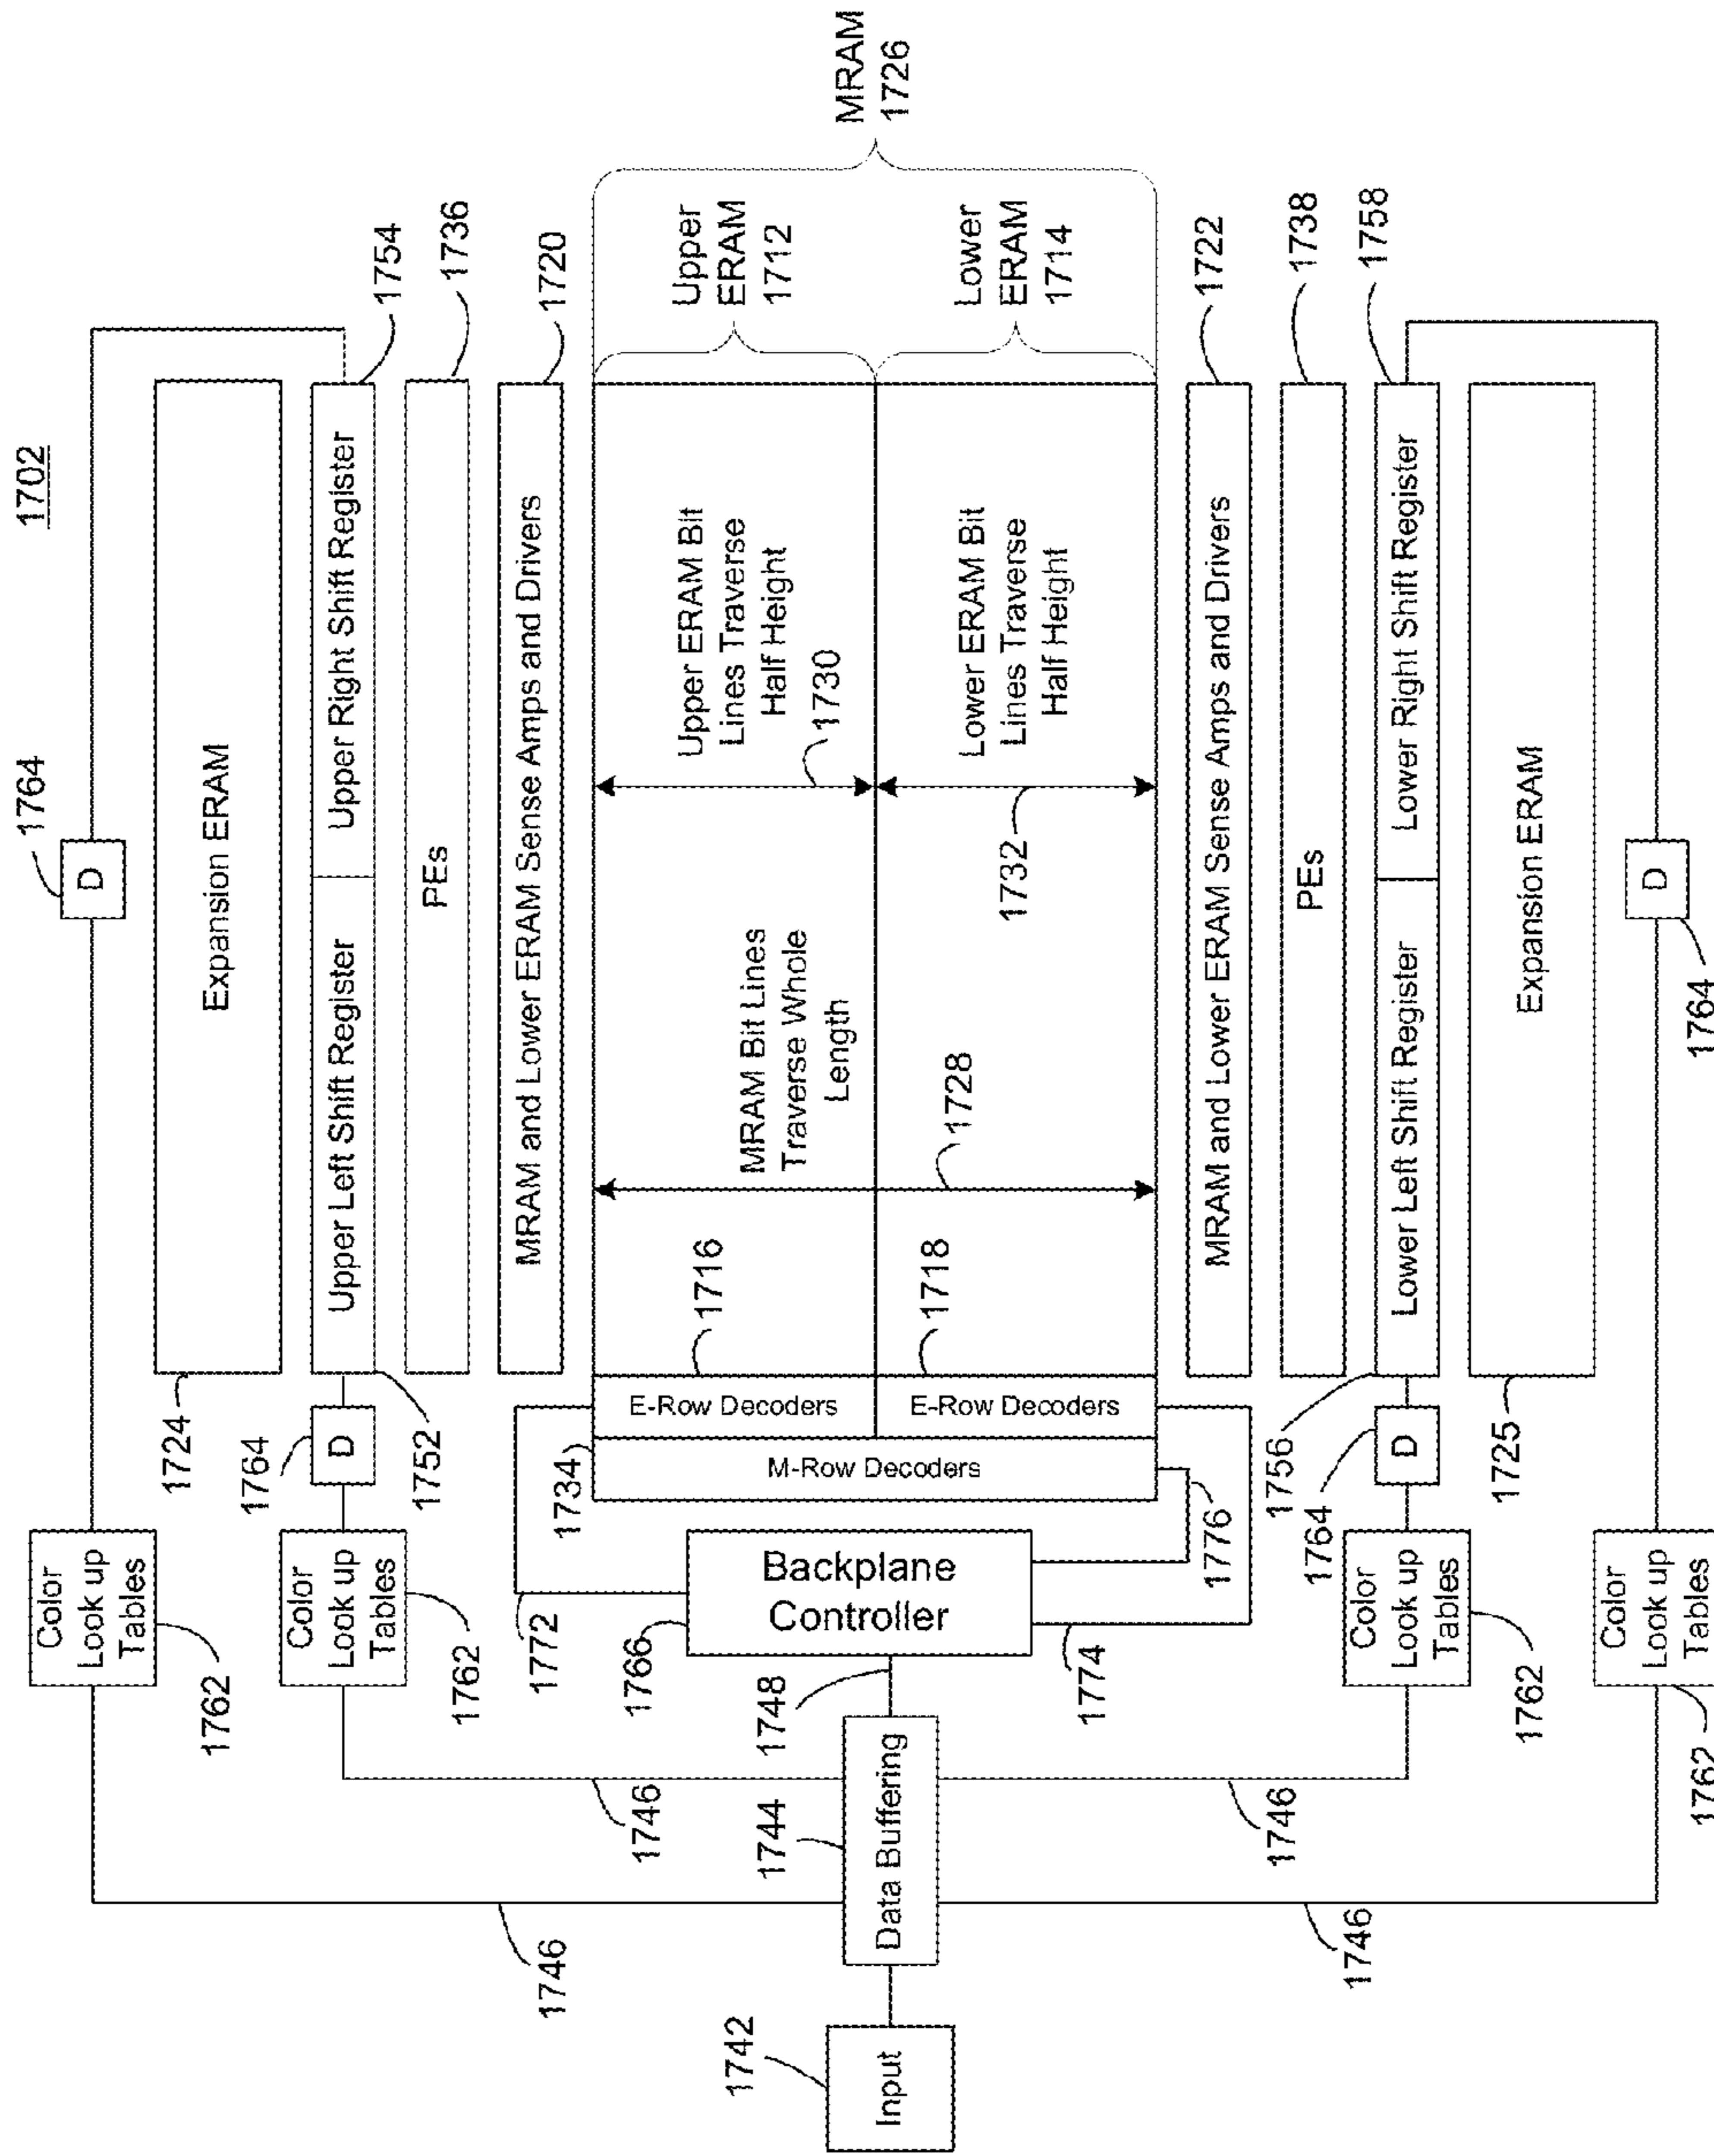 1702
1764
D
Color
Look up
Tables
1762
1746
Expansion ERAM
1724
1764
D
Upper Left Shift Register
Upper Right Shift Register
1754
1752
Color
Look up
Tables
1762
1746
PEs
1736
MRAM and Lower ERAM Sense Amps and Drivers
1720
1734
1772
1716
E-Row Decoders
Upper ERAM Bit
Lines Traverse
Half Height
1730
Upper
ERAM
1712
MRAM
1726
MRAM Bit Lines
Traverse Whole
Length
1728
M-Row Decoders
1718
E-Row Decoders
Lower ERAM Bit
Lines Traverse
Half Height
1732
Lower
ERAM
1714
1742
Input
1744
Data Buffering
1748
1766
Backplane
Controller
1776
1774
MRAM and Lower ERAM Sense Amps and Drivers
1722
PEs
1738
1746
Color
Look up
Tables
1762
1764
D
1756
Lower Left Shift Register
Lower Right Shift Register
1758
1725
Expansion ERAM
1746
Color
Look up
Tables
1762
D
1764